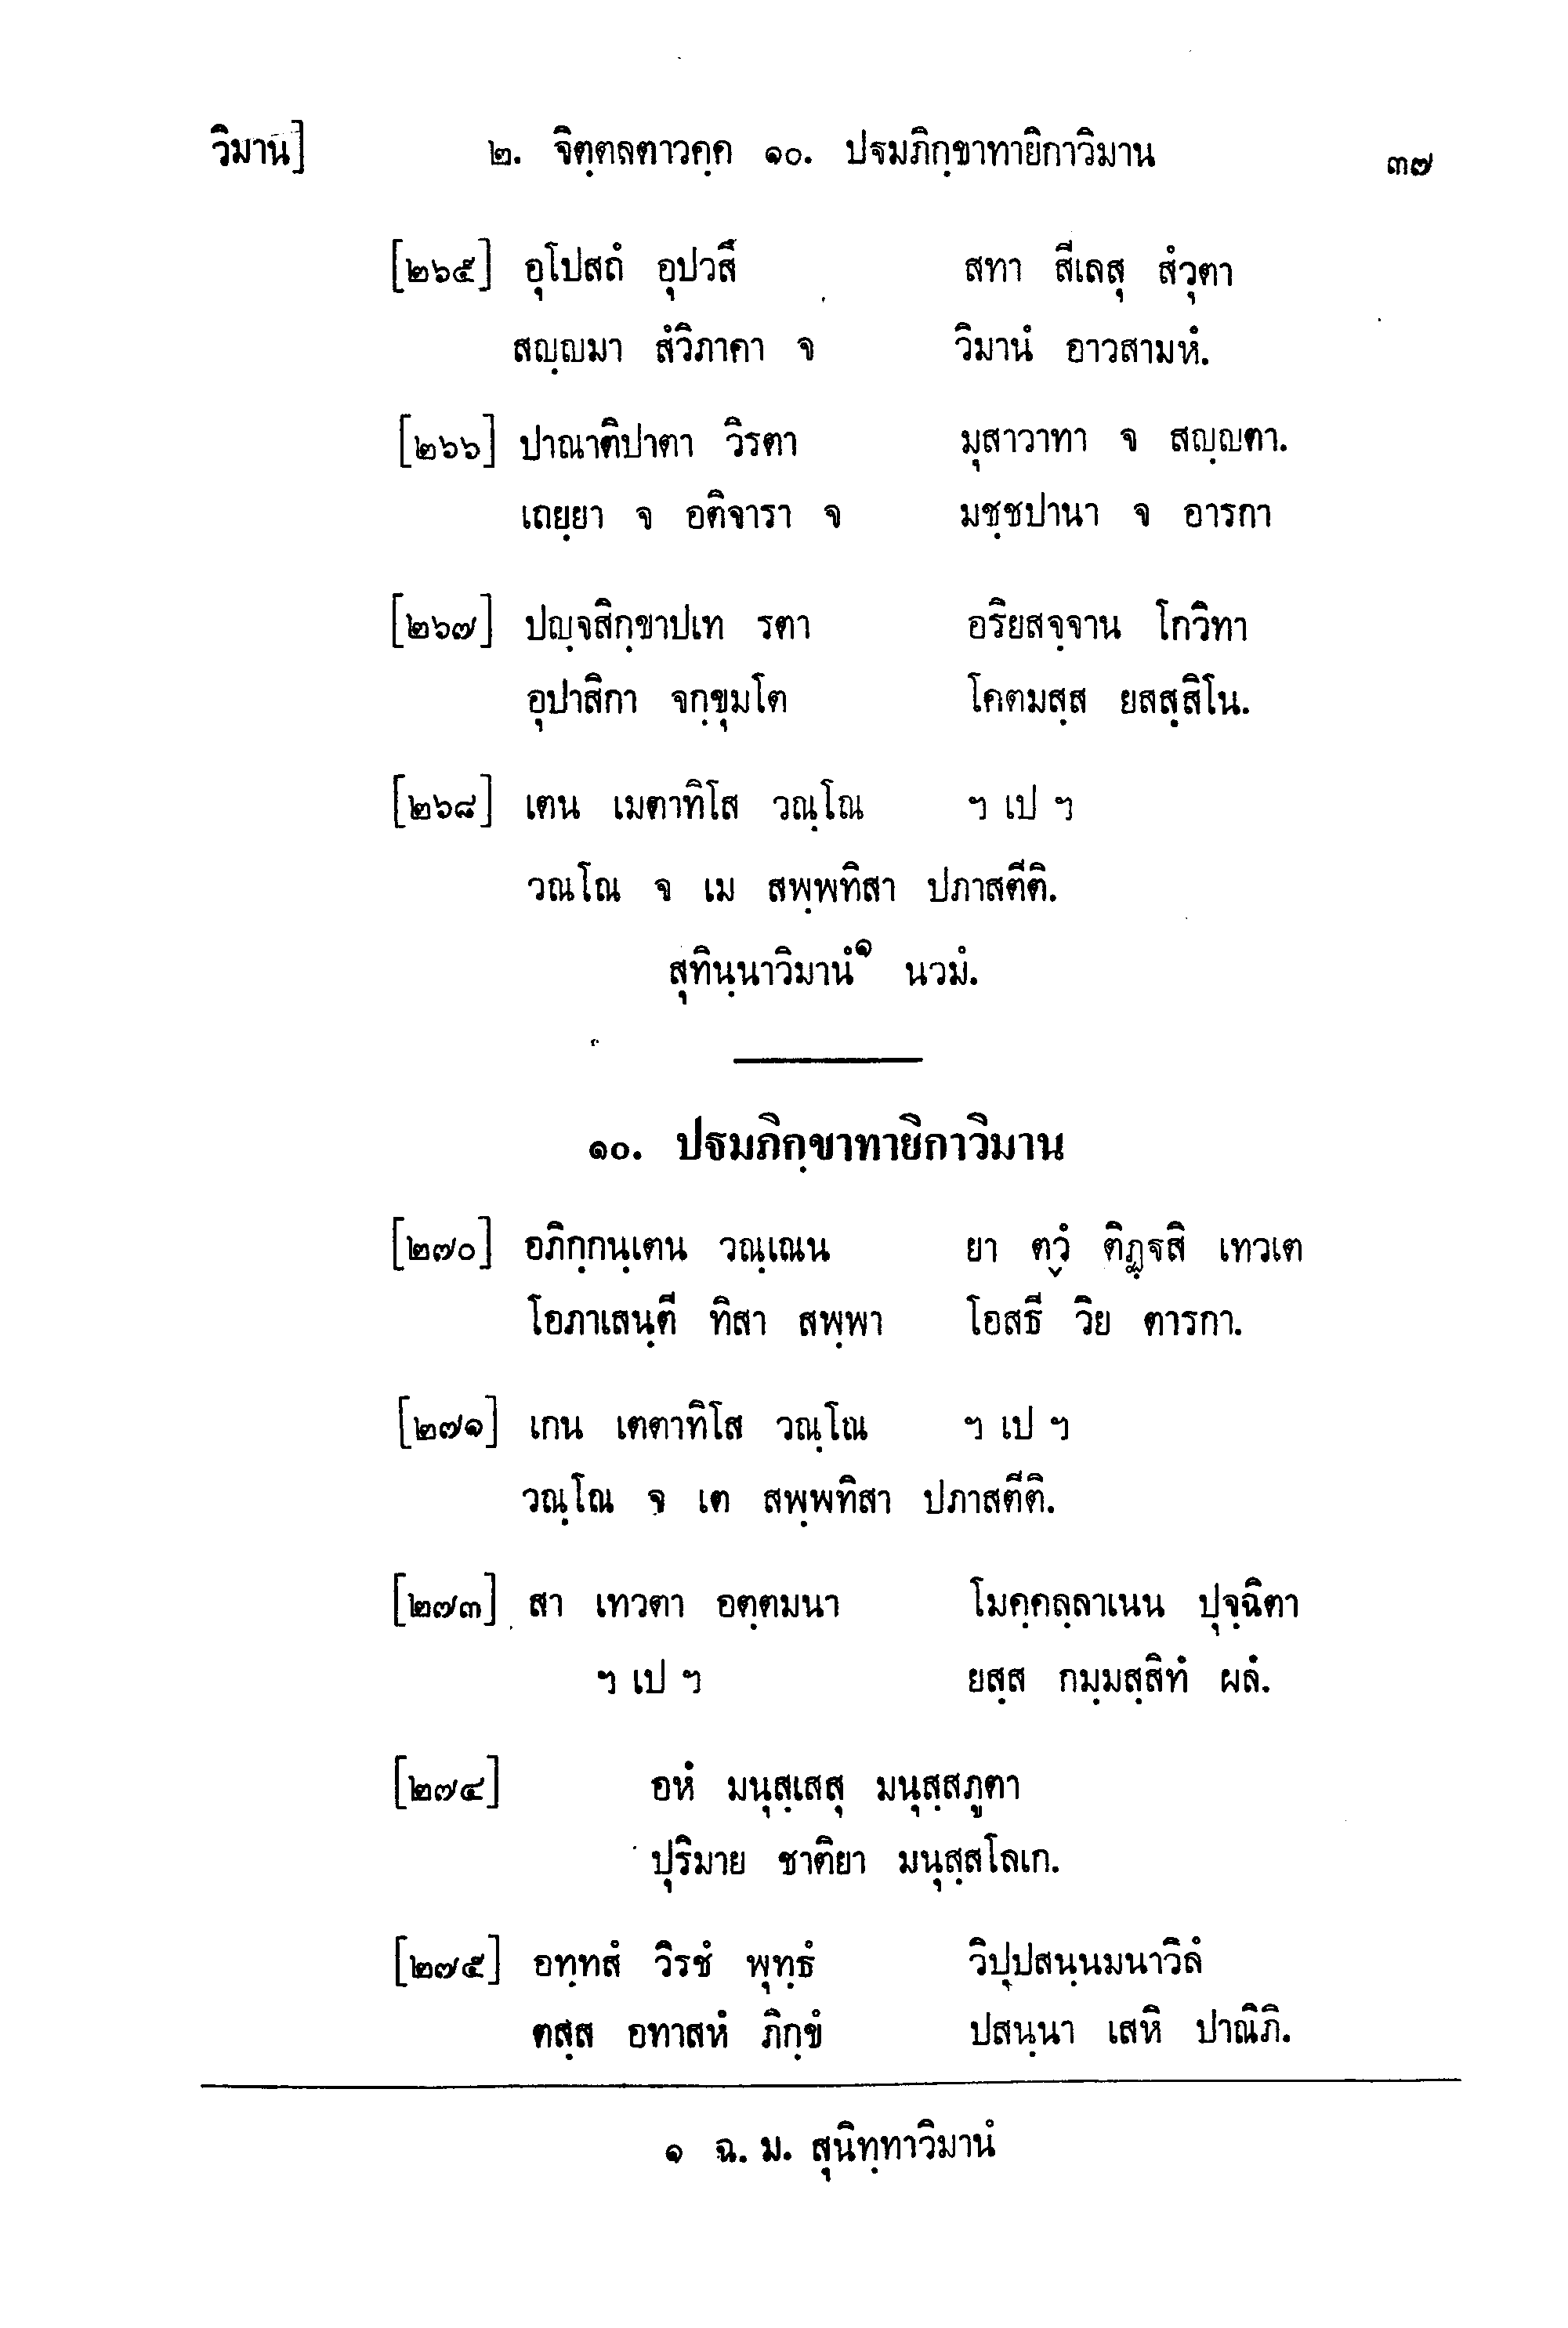 วิมาน] ๒. จิตฺตลตาวคฺค ๑๐. ปฐมภิกฺขาทายิกาวิมาน ๓๗
[๒๖๕] อุโปสถํ อุปวสึ สทา สีเลสุ สํวุตา
สญฺญมา สํวิภาคา จ วิมานํ อาวสามหํ.
[๒๖๖] ปาณาติปาตา วิรตา มุสาวาทา จ สญฺญตา.
เถยฺยา จ อติจารา จ มชฺชปานา จ อารกา
[๒๖๗] ปญฺจสิกฺขาปเท รตา อริยสจฺจาน โกวิทา
อุปาสิกา จกฺขุมโต โคตมสฺส ยสสฺสิโน.
[๒๖๘] เตน เมตาทิโส วณฺโณ ฯ เป ฯ
วณโณ จ เม สพฺพทิสา ปภาสตีติ.
สุทินฺนาวิมานํ๑ นวมํ.
๑๐. ปฐมภิกฺขาทายิกาวิมาน
[๒๗๐] อภิกฺกนฺเตน วณฺเณน ยา ตฺวํ ติฏฺฐสิ เทวเต
โอภาเสนฺตี ทิสา สพฺพา โอสธี วิย ตารกา.
[๒๗๑] เกน เตตาทิโส วณฺโณ ฯ เป ฯ
วณฺโณ จ เต สพฺพทิสา ปภาสตีติ.
[๒๗๓] สา เทวตา อตฺตมนา โมคฺคลฺลาเนน ปุจฺฉิตา
ฯ เป ฯ ยสฺส กมฺมสฺสิทํ ผลํ.
[๒๗๔] อหํ มนุสฺเสสุ มนุสฺสภูตา
ปุริมาย ชาติยา มนุสฺสโลเก.
[๒๗๕] อทฺทสํ วิรชํ พุทฺธํ วิปฺปสนฺนมนาวิลํ
ตสฺส อทาสหํ ภิกฺขํ ปสนฺนา เสหิ ปาณิภิ.
๑ ฉ. ม. สุนิทฺทาวิมานํ